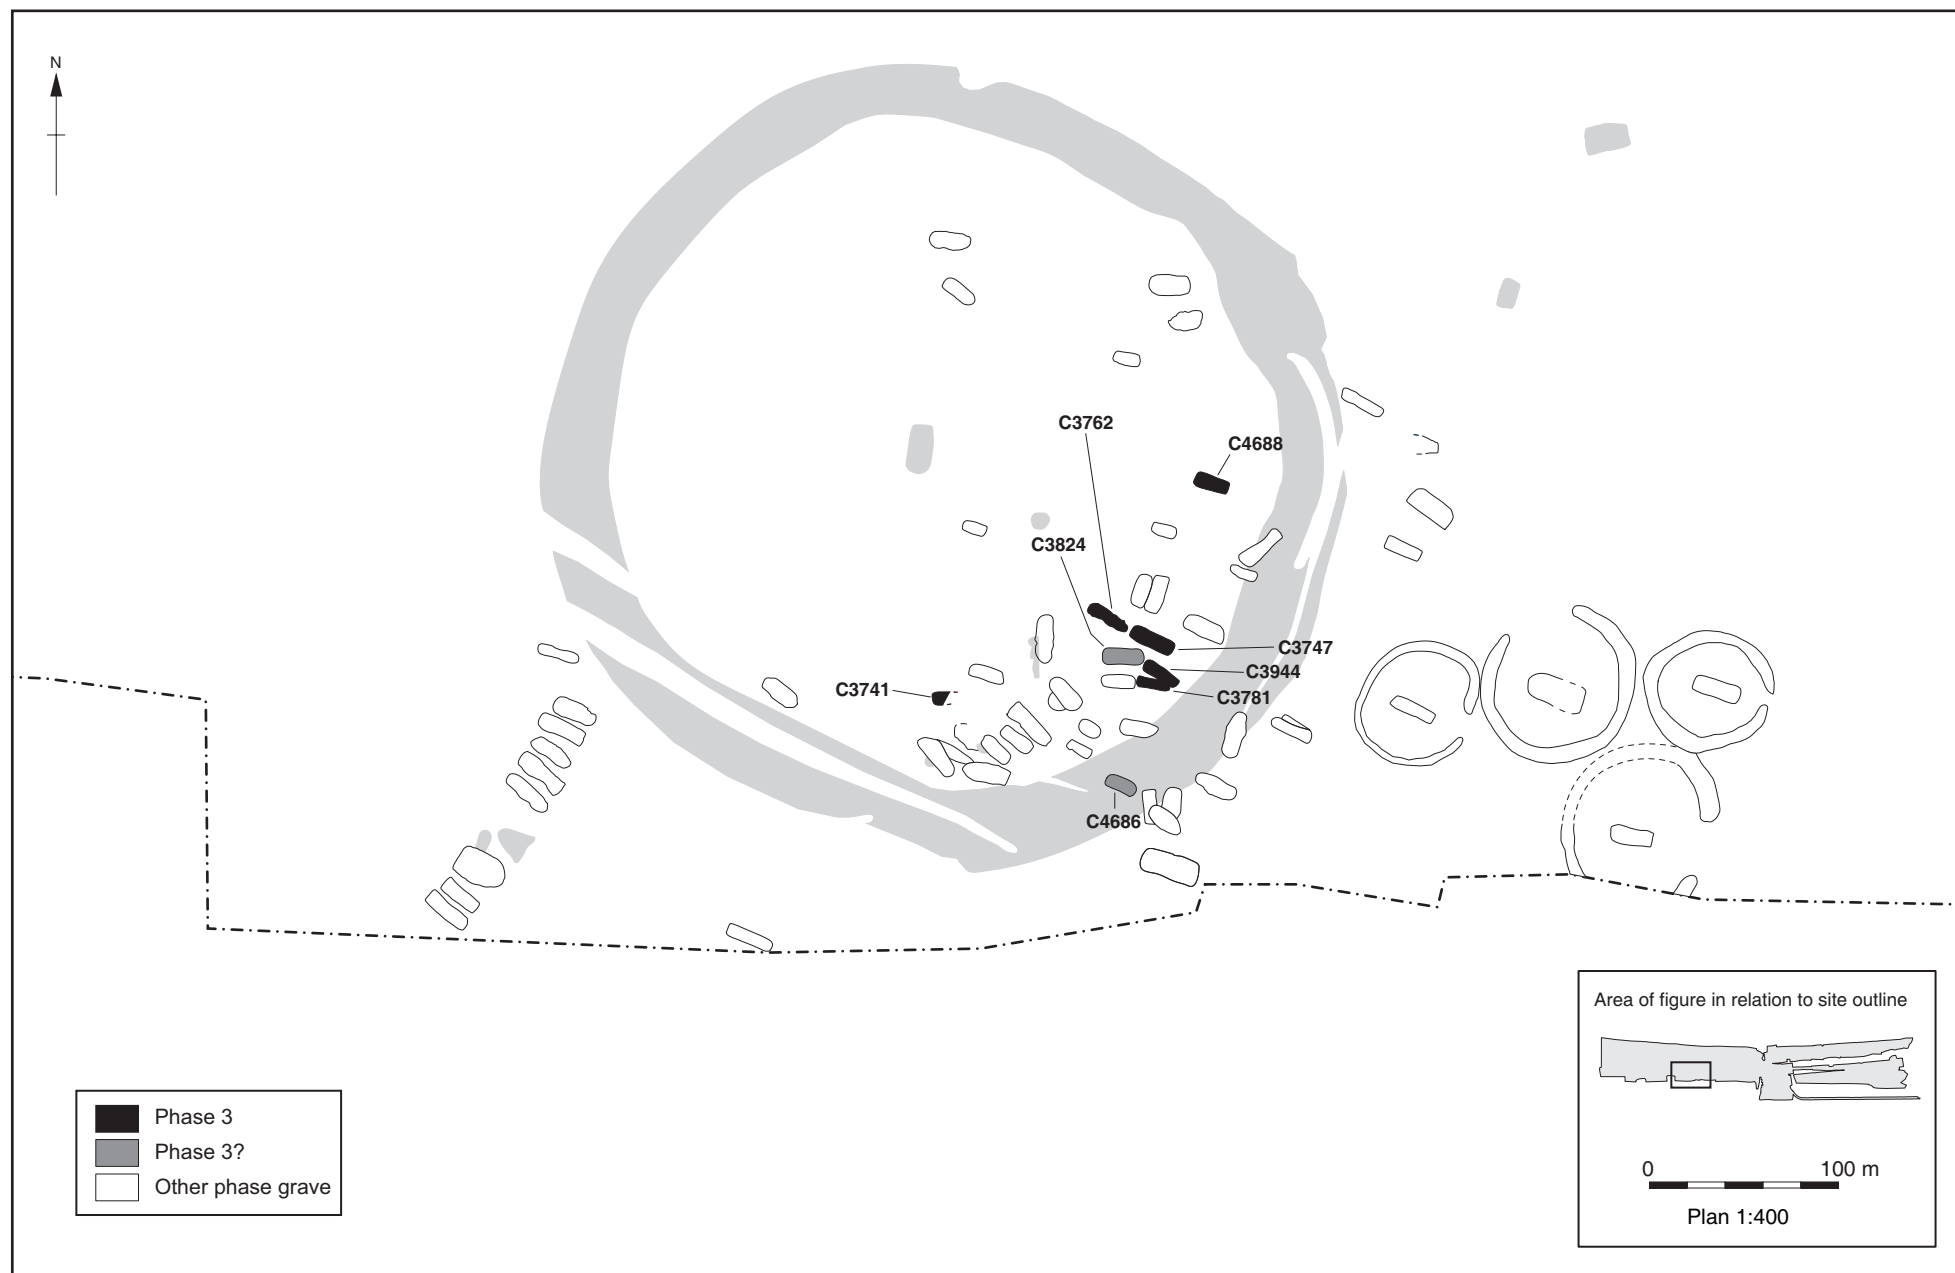 N
C3762
C4688
C3824
C3747
C3944
C3741
C3781
C4686
Area of figure in relation to site outline
0 100 m
Plan 1:400
Phase 3
Phase 3?
Other phase grave